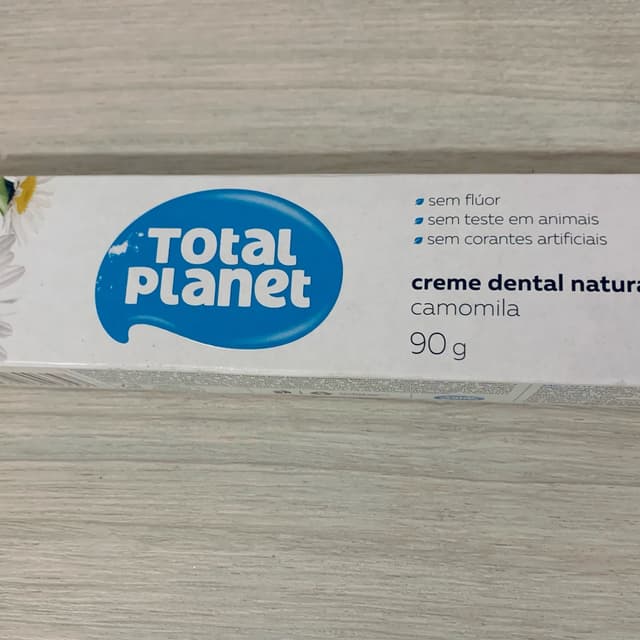 TOtal
PLanet
sem flúor
sem teste em animais
sem corantes artificiais
creme dental natura
camomila
90 g